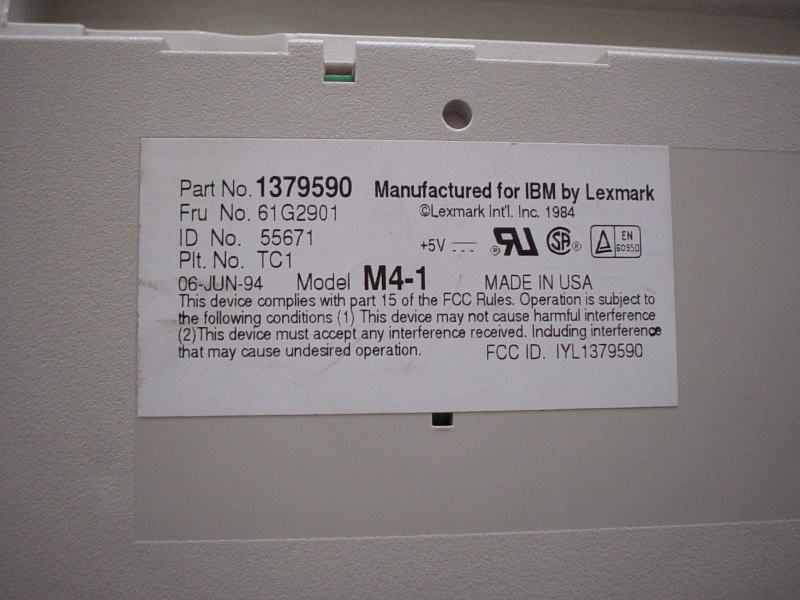 Part No. 1379590 Manufactured for IBM by Lexmark
Fru No. 61G2901 ©Lexmark Int'l. Inc. 1984
ID No. 55671 +5V ® RU SA ® EN 60950
Plt. No. TC1
06-JUN-94 Model M4-1 MADE IN USA
This device complies with part 15 of the FCC Rules. Operation is subject to
the following conditions (1) This device may not cause harmful interference
(2)This device must accept any interference received. Including interference
that may cause undesired operation. FCC ID. IYL1379590